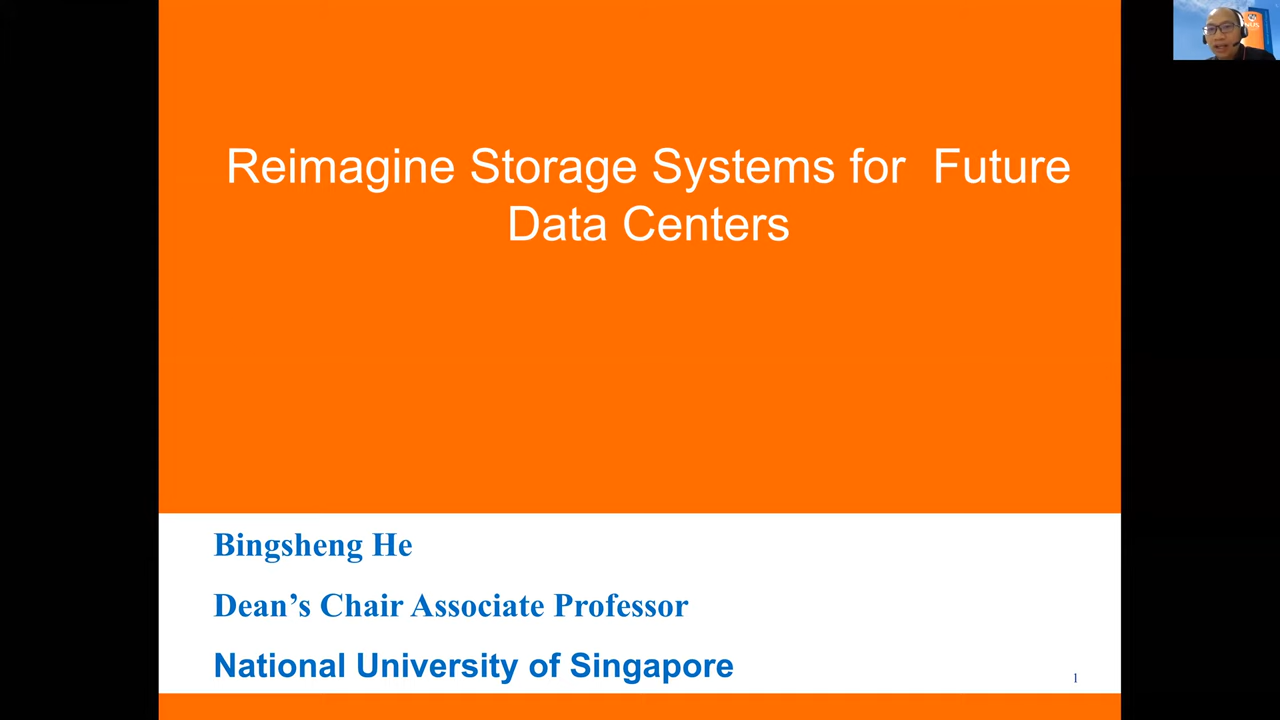 Reimagine Storage Systems for  Future
Data Centers
Bingsheng He
Dean’s Chair Associate Professor
National University of Singapore
1